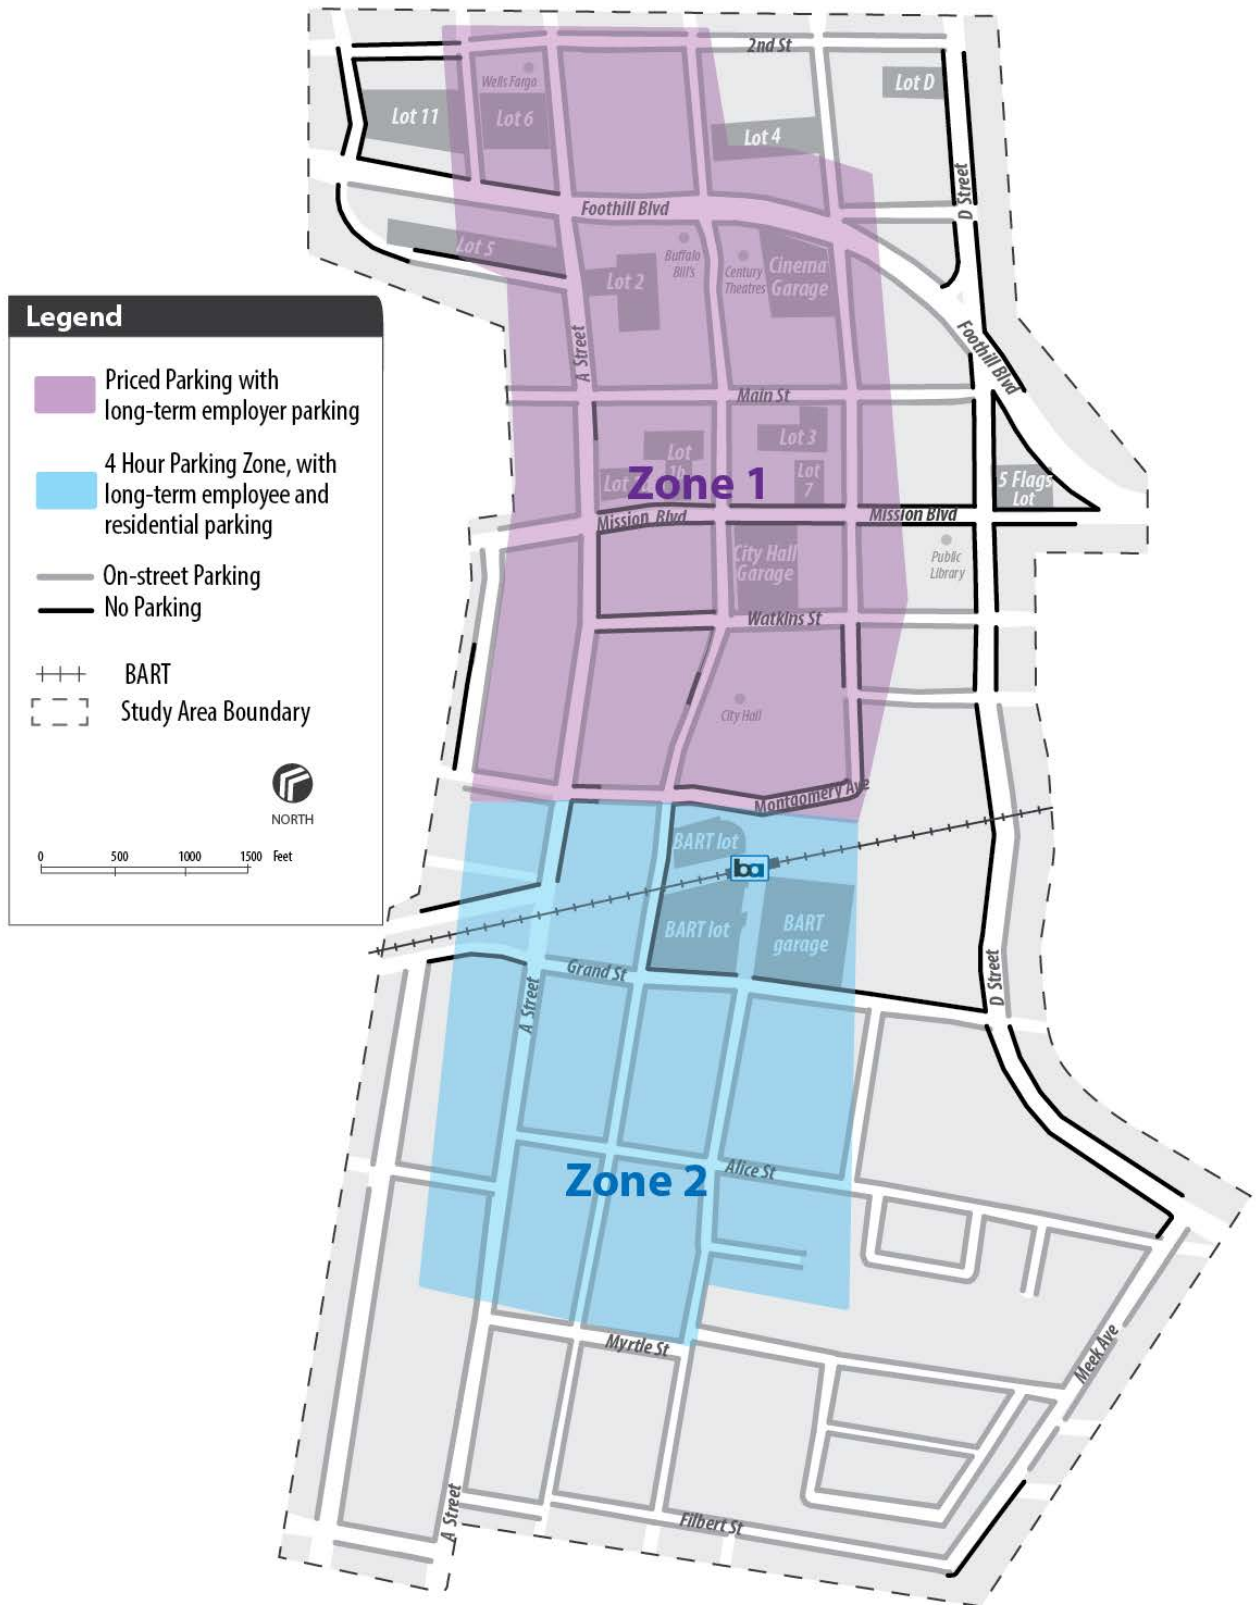 2nd St
Wells Fargo
Lot D
Lot 11
Lot 6
Lot 4
D Street
Foothill Blvd
Lot 5
Buffalo
Bill's
Century
Theatres
Cinema
Garage
Lot 2
Legend
Priced Parking with
long-term employer parking
4 Hour Parking Zone, with
long-term employee and
residential parking
On-street Parking
No Parking
BART
Study Area Boundary
NORTH
0 500 1000 1500 Feet
A Street
Foothill Blvd
Main St
Lot 3
Lot
Lot
Lot
7
Zone 1
5 Flags
Lot
Mission Blvd
Mission Blvd
City Hall
Garage
Public
Library
Watkins St
City Hall
Montgomery Ave
BART lot
ba
BART lot
BART
garage
Grand St
A Street
D Street
Alice St
Zone 2
Myrtle St
Meek Ave
A Street
Filbert St